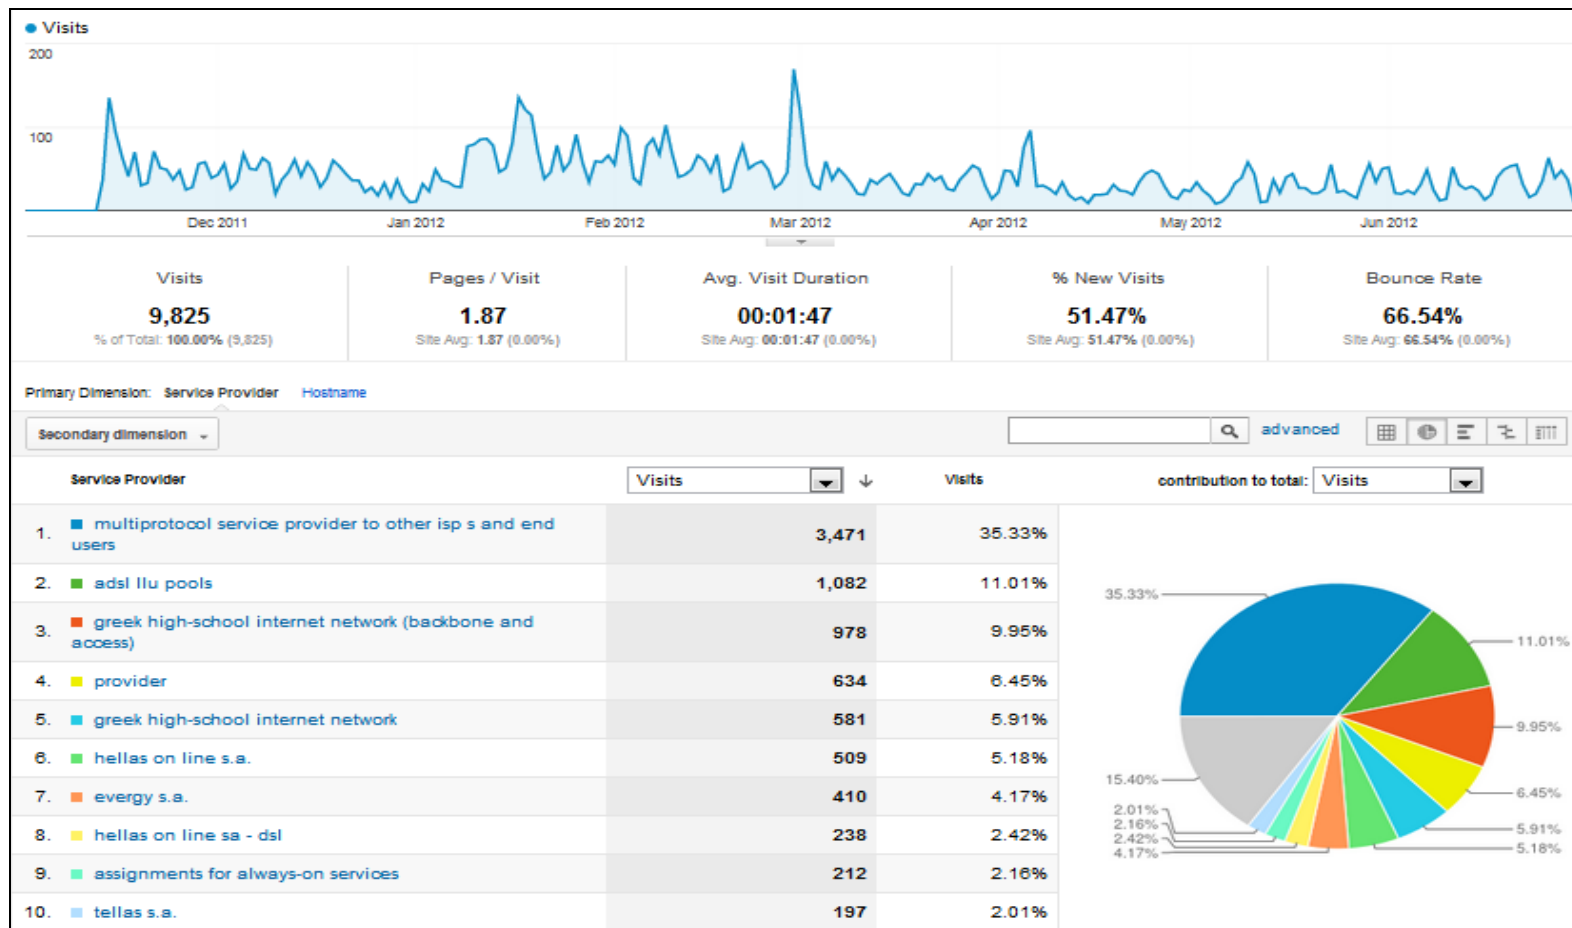 Visits
200
100
Dec 2011 Jan 2012 Feb 2012 Mar 2012 Apr 2012 May 2012 Jun 2012
Visits Pages / Visit Avg. Visit Duration % New Visits Bounce Rate
9,825 1.87 00:01:47 51.47% 66.54%
% of Total: 100.00% (9,825) Site Avg: 1.87 (0.00%) Site Avg: 00:01:47 (0.00%) Site Avg: 51.47% (0.00%) Site Avg: 66.54% (0.00%)
Primary Dimension: Service Provider Hostname
Secondary dimension advanced
Service Provider Visits Visits contribution to total: Visits
1. multiprotocol service provider to other isp s and end
users 3,471 35.33%
2. adsl llu pools 1,082 11.01%
3. greek high-school internet network (backbone and
access) 978 9.95%
4. provider 634 6.45%
5. greek high-school internet network 581 5.91%
6. hellas on line s.a. 509 5.18%
7. evergy s.a. 410 4.17%
8. hellas on line sa - dsl 238 2.42%
9. assignments for always-on services 212 2.16%
10. tellas s.a. 197 2.01%
35.33%
11.01%
9.95%
15.40%
6.45%
2.01%
2.16%
5.91%
2.42%
5.18%
4.17%